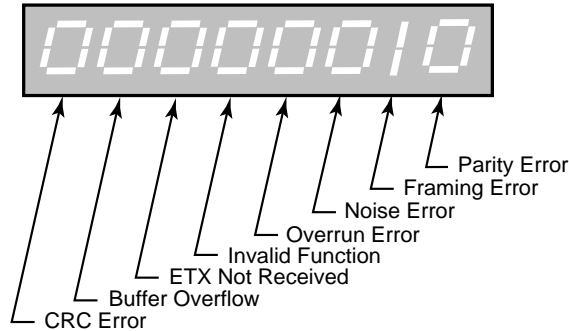 00000010
Parity Error
Framing Error
Noise Error
Overrun Error
Invalid Function
ETX Not Received
Buffer Overflow
CRC Error